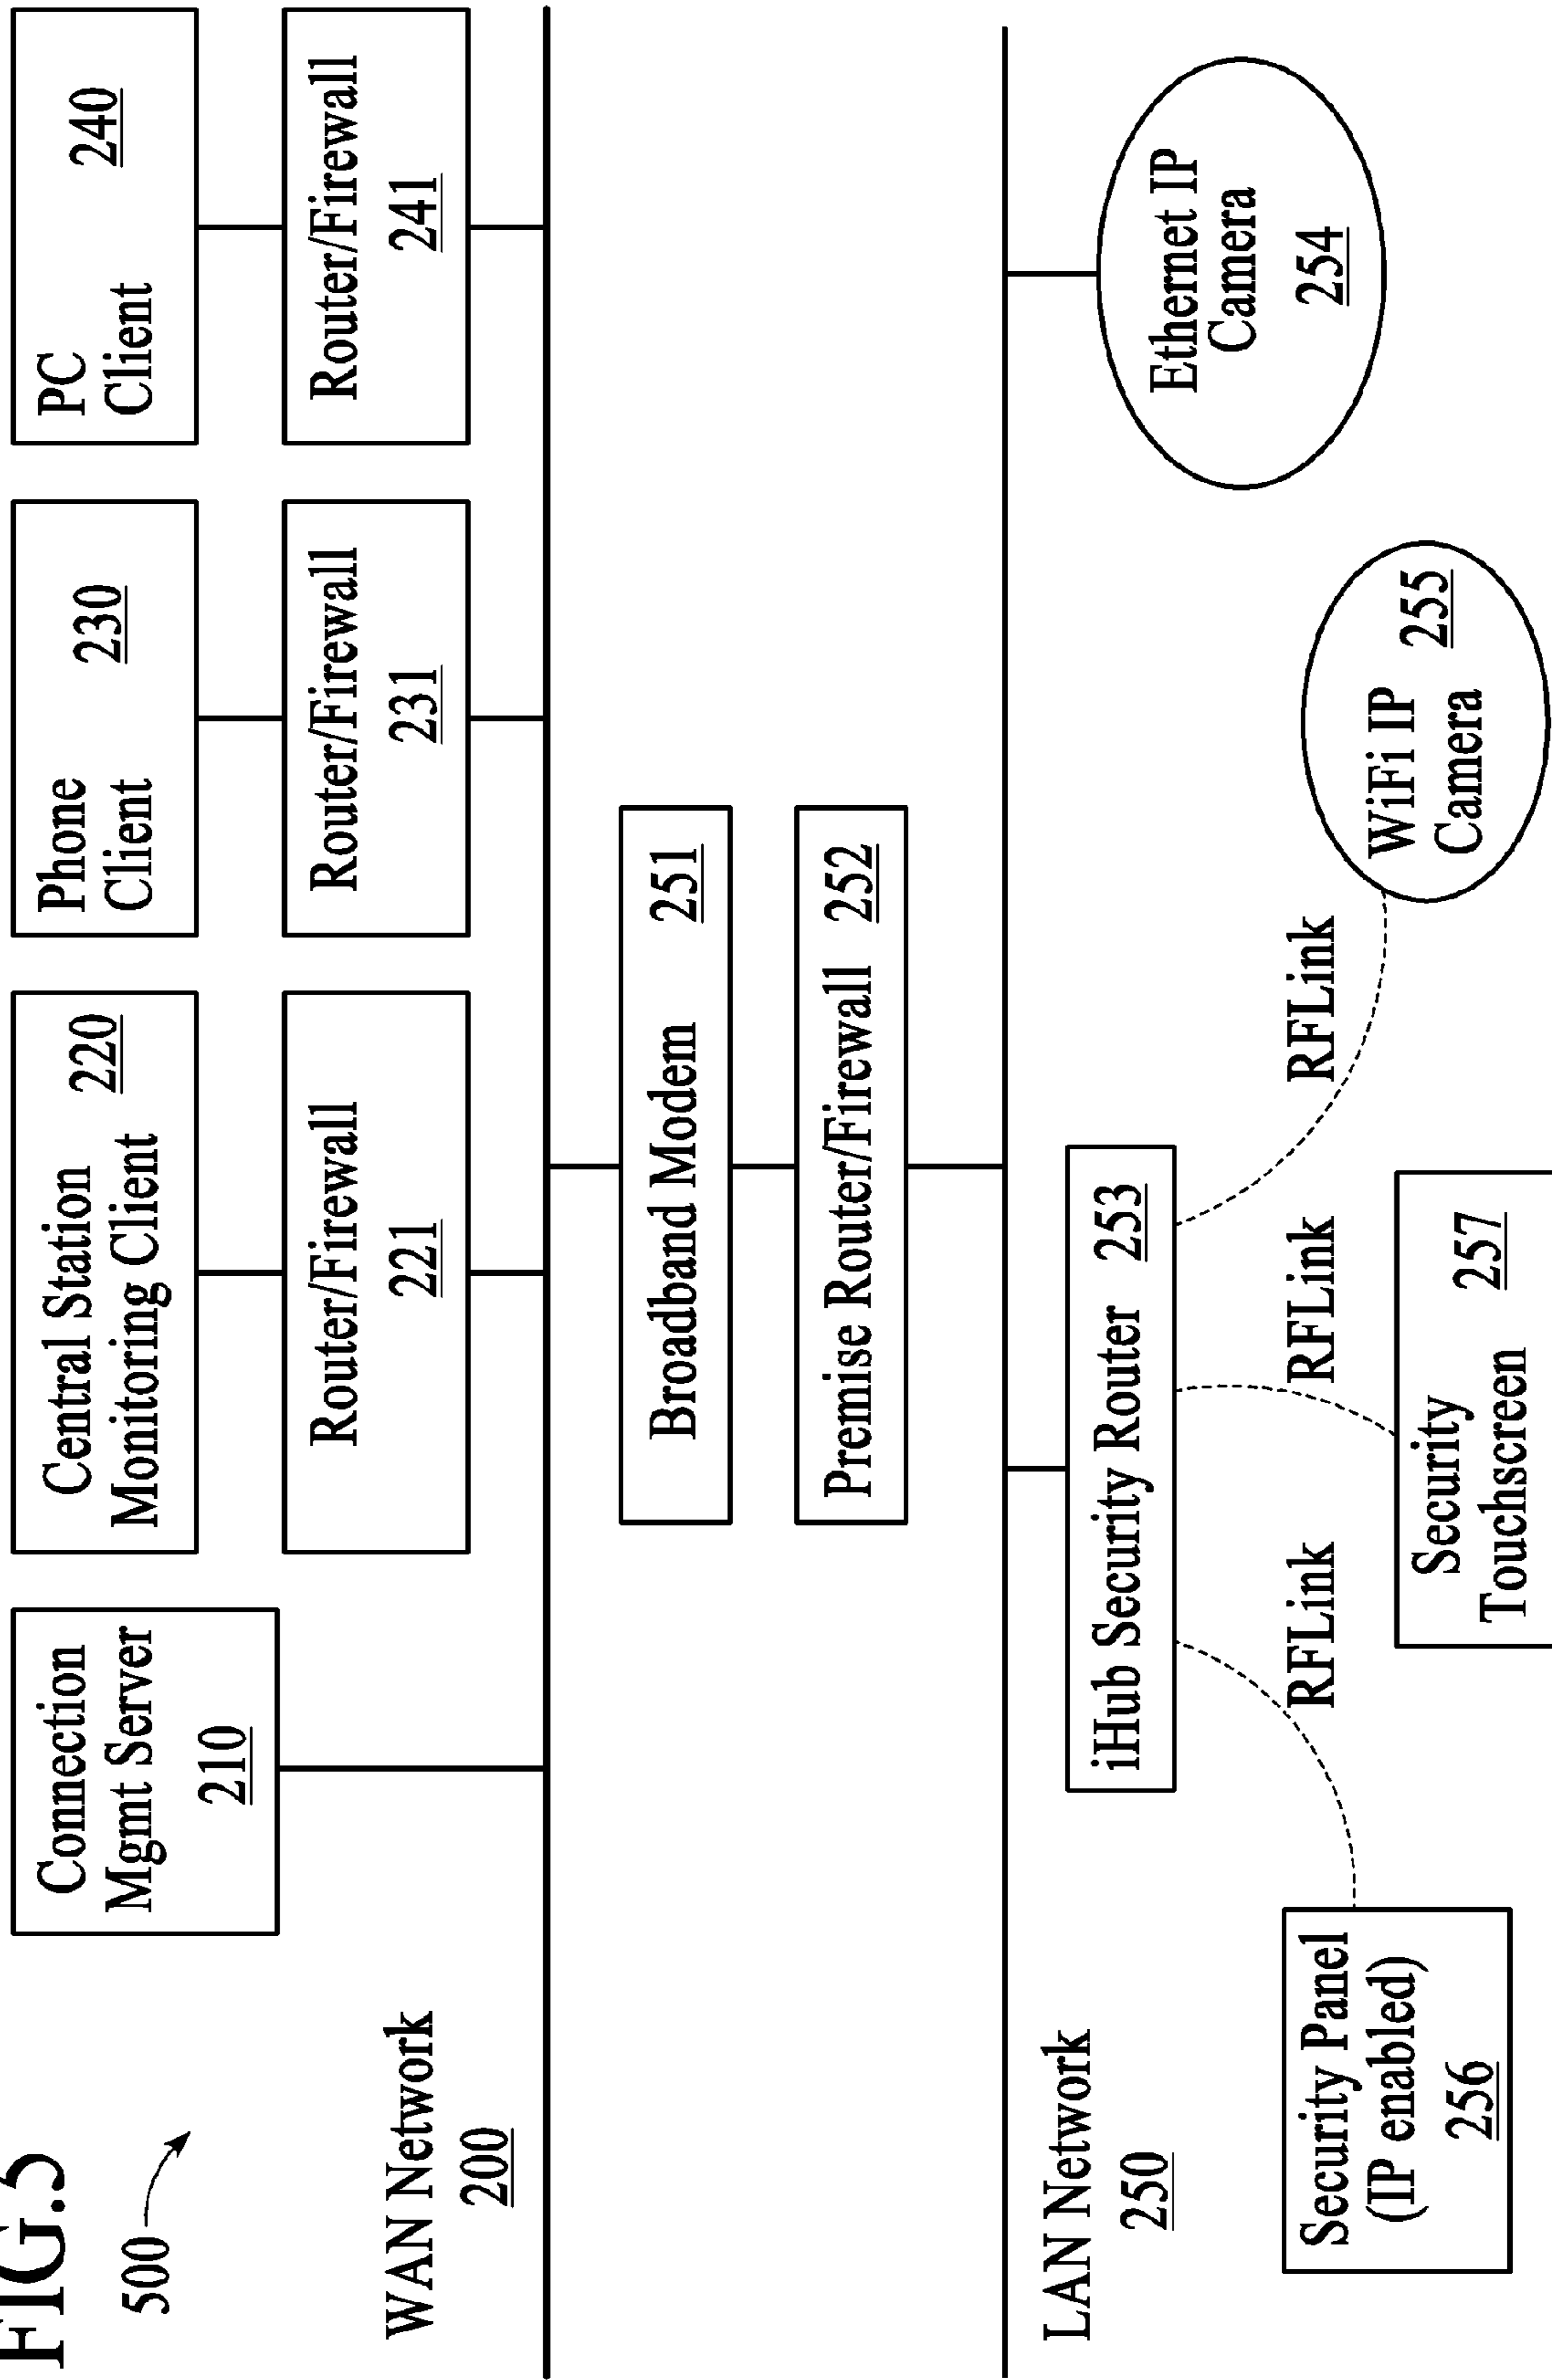 FIG.5
500
Connection
Mgmt Server
210
Central Station
Monitoring Client
220
Phone
Client
230
PC
Client
240
Router/Firewall
221
Router/Firewall
231
Router/Firewall
241
WAN Network
200
Broadband Modem 251
Premise Router/Firewall 252
LAN Network
250
iHub Security Router 253
Ethernet IP
Camera
254
RFLink
RFLink
RFLink
WiFi IP
Camera
255
Security Panel
(IP enabled)
256
Security
Touchscreen
257